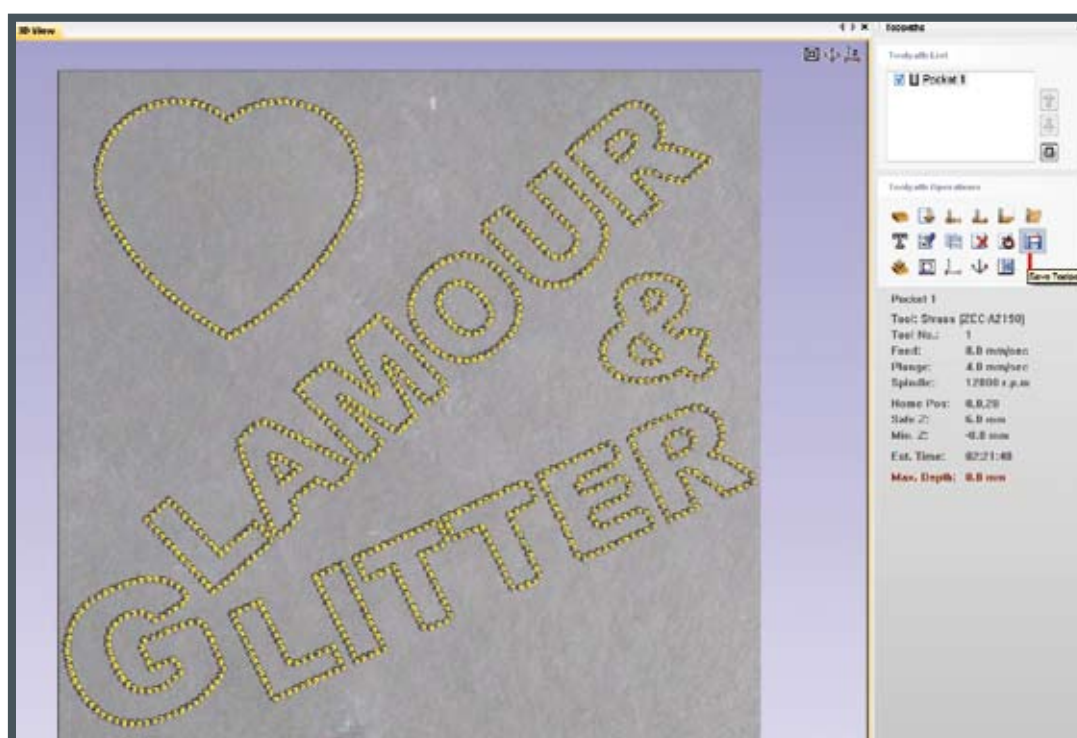 3D View
Toolpaths
Toolpath List
Pocket 1
Toolpath Operations
T
Save Toolpa
GLAMOUR
&
GLITTER
Pocket 1
Tool: Strass (ZCC-A2150)
Tool No.: 1
Feed: 8.0 mm/sec
Plunge: 4.0 mm/sec
Spindle: 12000 r.p.m
Home Pos: 0,0,20
Safe Z: 6.0 mm
Min. Z: -0.8 mm
Est. Time: 02:21:40
Max. Depth: 0.8 mm